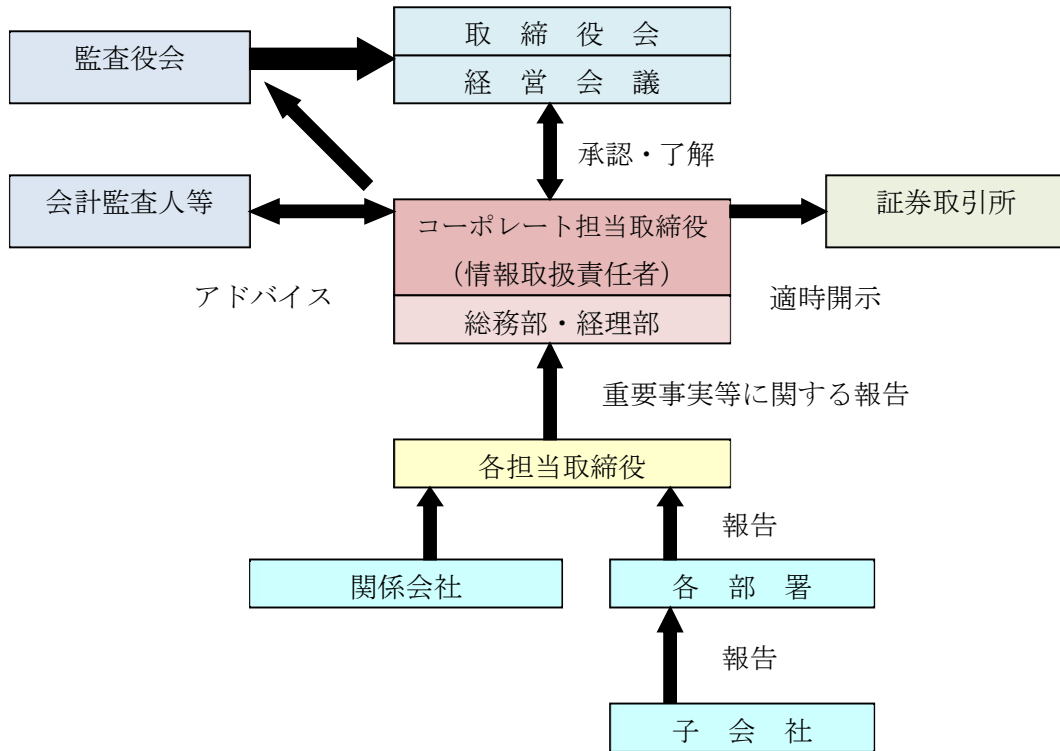 取　締　役　会
監査役会
経　営　会　議
承認・了解
会計監査人等
コーポレート担当取締役
（情報取扱責任者）
証券取引所
アドバイス
適時開示
総務部・経理部
重要事実等に関する報告
各担当取締役
報告
関係会社
各　部　署
報告
子　会　社